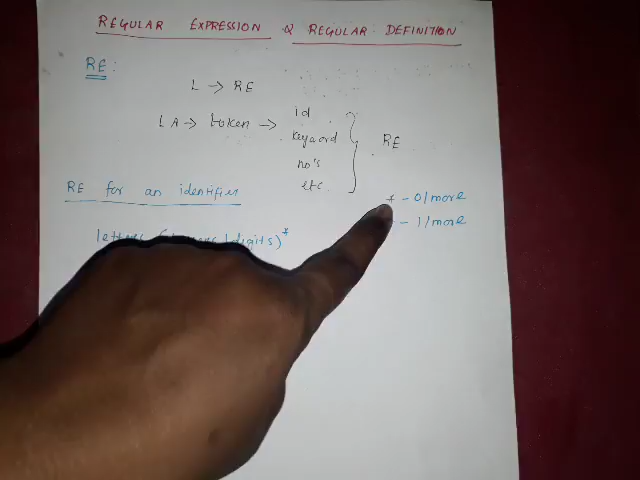 REGULAR EXPRESSION & REGULAR DEFINITION
RE:
L → RE
LA → token → id
keyword
no's
etc.
RE
RE for an identifier
* - 0/more
- 1/more
letters ( | digits)*